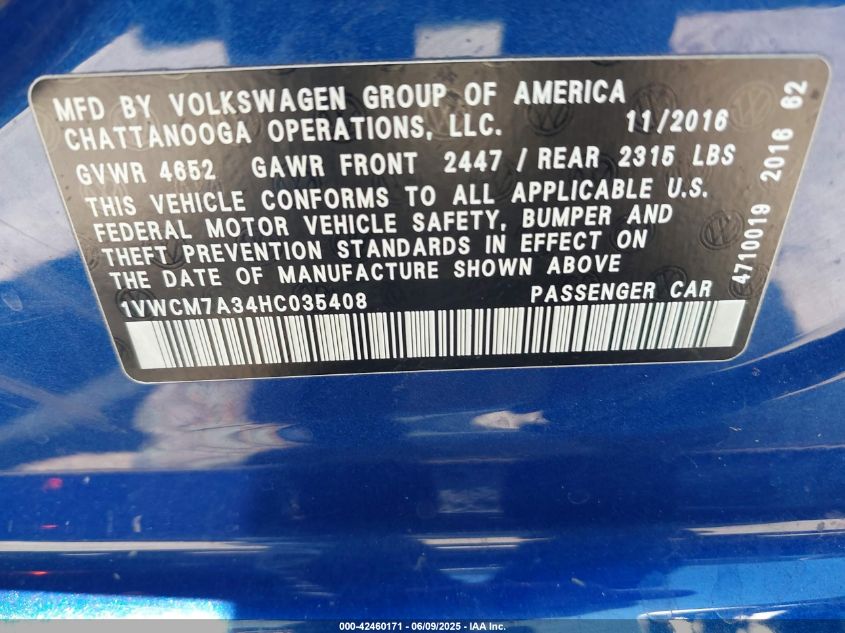 MFD BY VOLKSWAGEN GROUP OF AMERICA
CHATTANOOGA OPERATIONS, LLC. 11/2016
GVWR 4652 GAWR FRONT 2447 / REAR 2315 LBS
THIS VEHICLE CONFORMS TO ALL APPLICABLE U.S.
FEDERAL MOTOR VEHICLE SAFETY, BUMPER AND
THEFT PREVENTION STANDARDS IN EFFECT ON
THE DATE OF MANUFACTURE SHOWN ABOVE
1VWCM7A34HC035408 PASSENGER CAR
4710019 2016 62
000-42460171 | 06/09/2025 | IAA Inc.